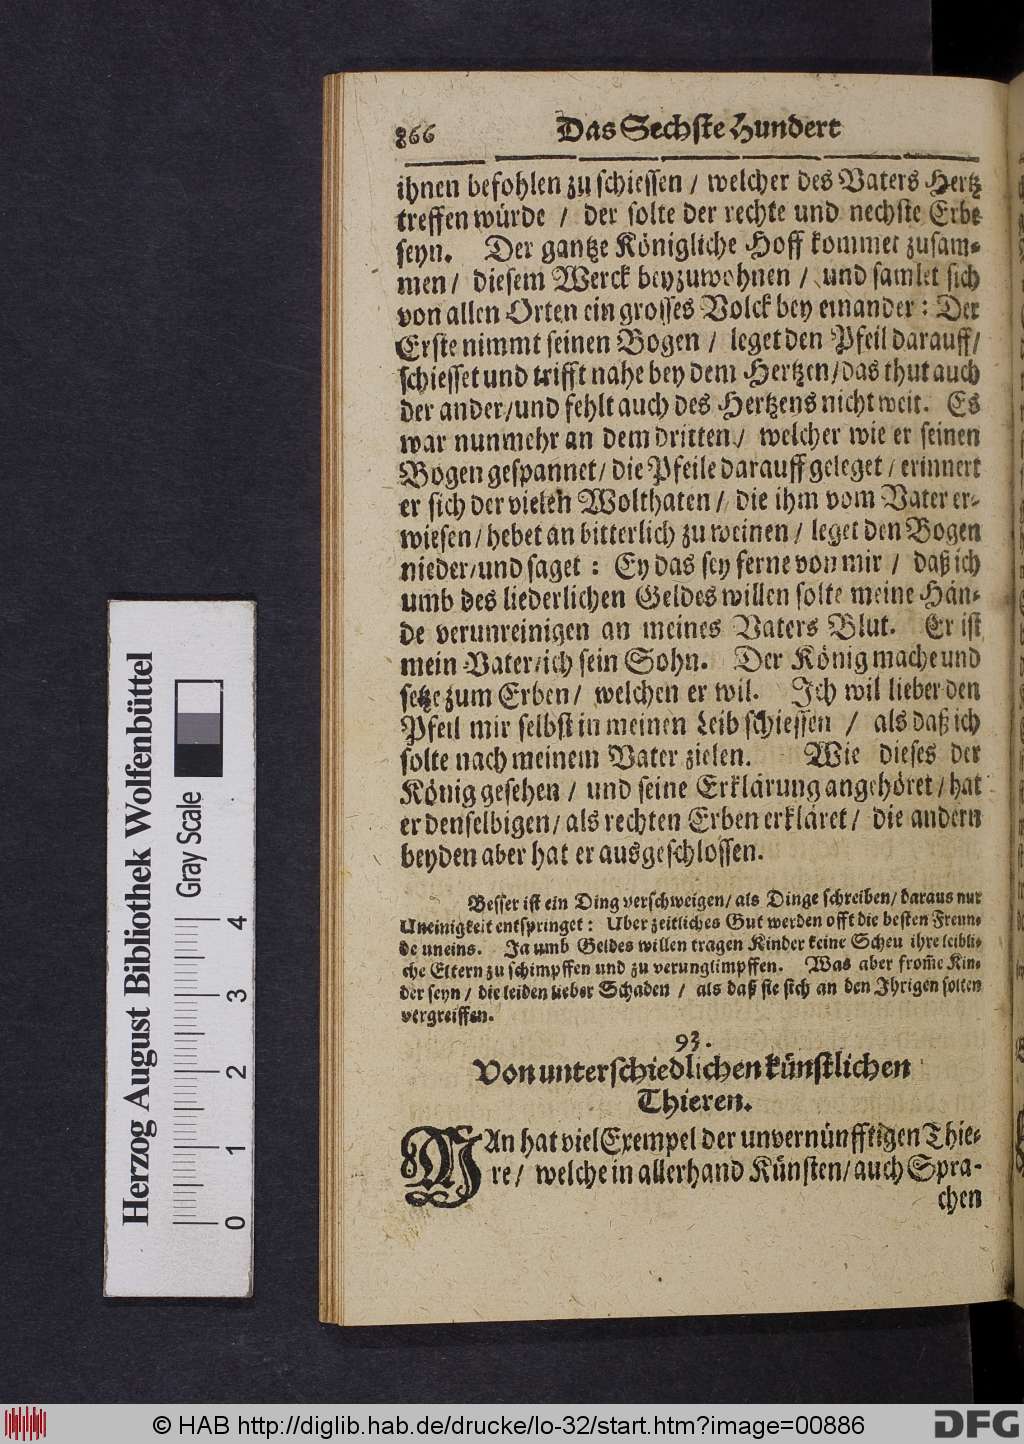 866 Das Sechste Hundert
ihnen befohlen zu schiessen / welcher des Vaters Hertz
treffen würde / der solte der rechte und nechste Erbe
seyn. Der gantze Königliche Hoff kommet zusam-
men / diesem Werck beyzuwohnen / und samlet sich
von allen Orten ein grosses Volck bey einander : Der
Erste nimmt seinen Bogen / leget den Pfeil darauff /
schiesset und trifft nahe bey dem Hertzen / das thut auch
der ander / und fehlt auch des Hertzens nicht weit. Es
war nunmehr an dem dritten / welcher wie er seinen
Bogen gespannet / die Pfeile darauff geleget / erinnert
er sich der vielen Wolthaten / die ihm vom Vater er-
wiesen / hebet an bitterlich zu weinen / leget den Bogen
nieder / und saget : Ey das sey ferne von mir / daß ich
umb des liederlichen Geldes willen solte meine Hän-
de verunreinigen an meines Vaters Blut. Er ist
mein Vater / ich sein Sohn. Der König mache und
setze zum Erben / welchen er wil. Ich wil lieber den
Pfeil mir selbst in meinen Leib schiessen / als daß ich
solte nach meinem Vater zielen. Wie dieses der
König gesehen / und seine Erklärung angehöret / hat
er denselbigen / als rechten Erben erkläret / die andern
beyden aber hat er ausgeschlossen.
Besser ist ein Ding verschweigen / als Dinge schreiben / daraus nur
Uneinigkeit entspringet : Uber zeitliches Gut werden offt die besten Freun-
de uneins. Ja umb Geldes willen tragen Kinder keine Scheu ihre leibli-
che Eltern zu schimpffen und zu verunglimpffen. Was aber from̃e Kin-
der seyn / die leiden lieber Schaden / als daß sie sich an den Ihrigen solten
vergreiffen.
93.
Von unterschiedlichen künstlichen
Thieren.
MAn hat viel Exempel der unvernünfftigen Thie-
re / welche in allerhand Künsten / auch Spra-
chen
Herzog August Bibliothek Wolfenbüttel
Gray Scale
0 1 2 3 4
© HAB http://diglib.hab.de/drucke/lo-32/start.htm?image=00886
DFG